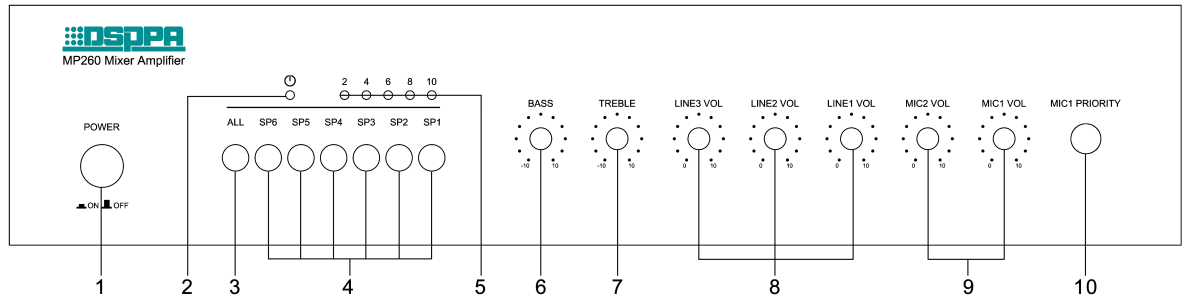 DSPPA
MP260 Mixer Amplifier
2 4 6 8 10
POWER
ALL SP6 SP5 SP4 SP3 SP2 SP1
BASS TREBLE LINE3 VOL LINE2 VOL LINE1 VOL MIC2 VOL MIC1 VOL MIC1 PRIORITY
-10 10 -10 10 0 10 0 10 0 10 0 10 0 10
ON OFF
1 2 3 4 5 6 7 8 9 10